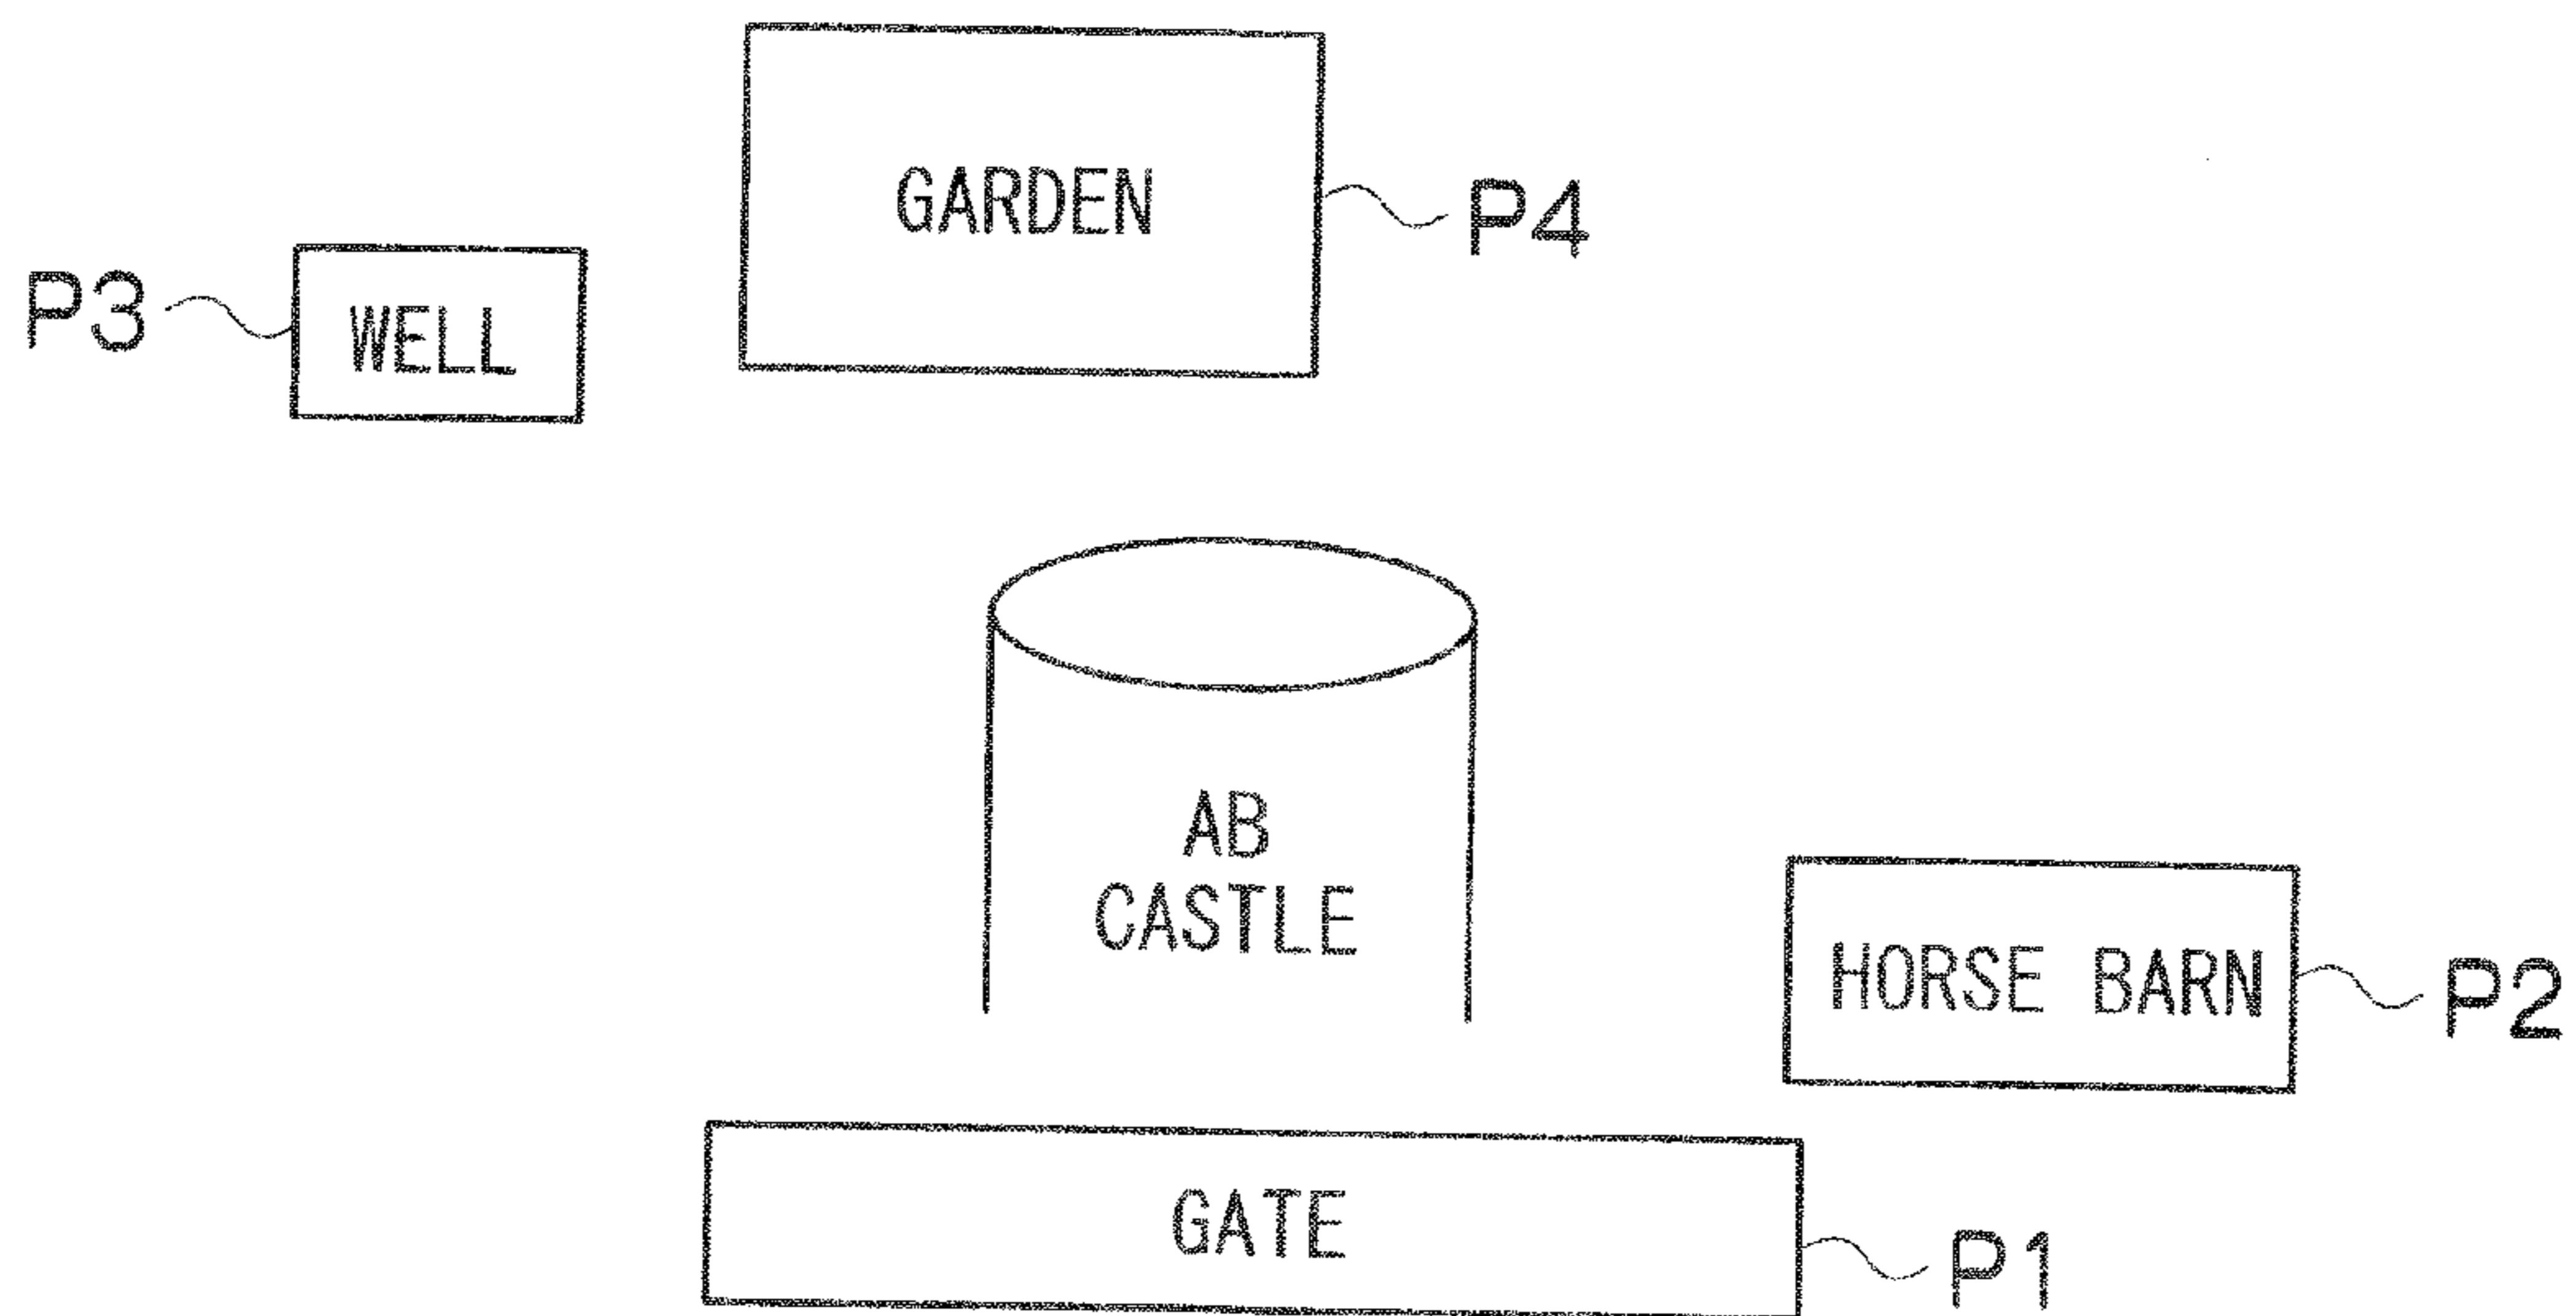 GARDEN
P4
P3
WELL
AB
CASTLE
HORSE BARN
P2
GATE
P1